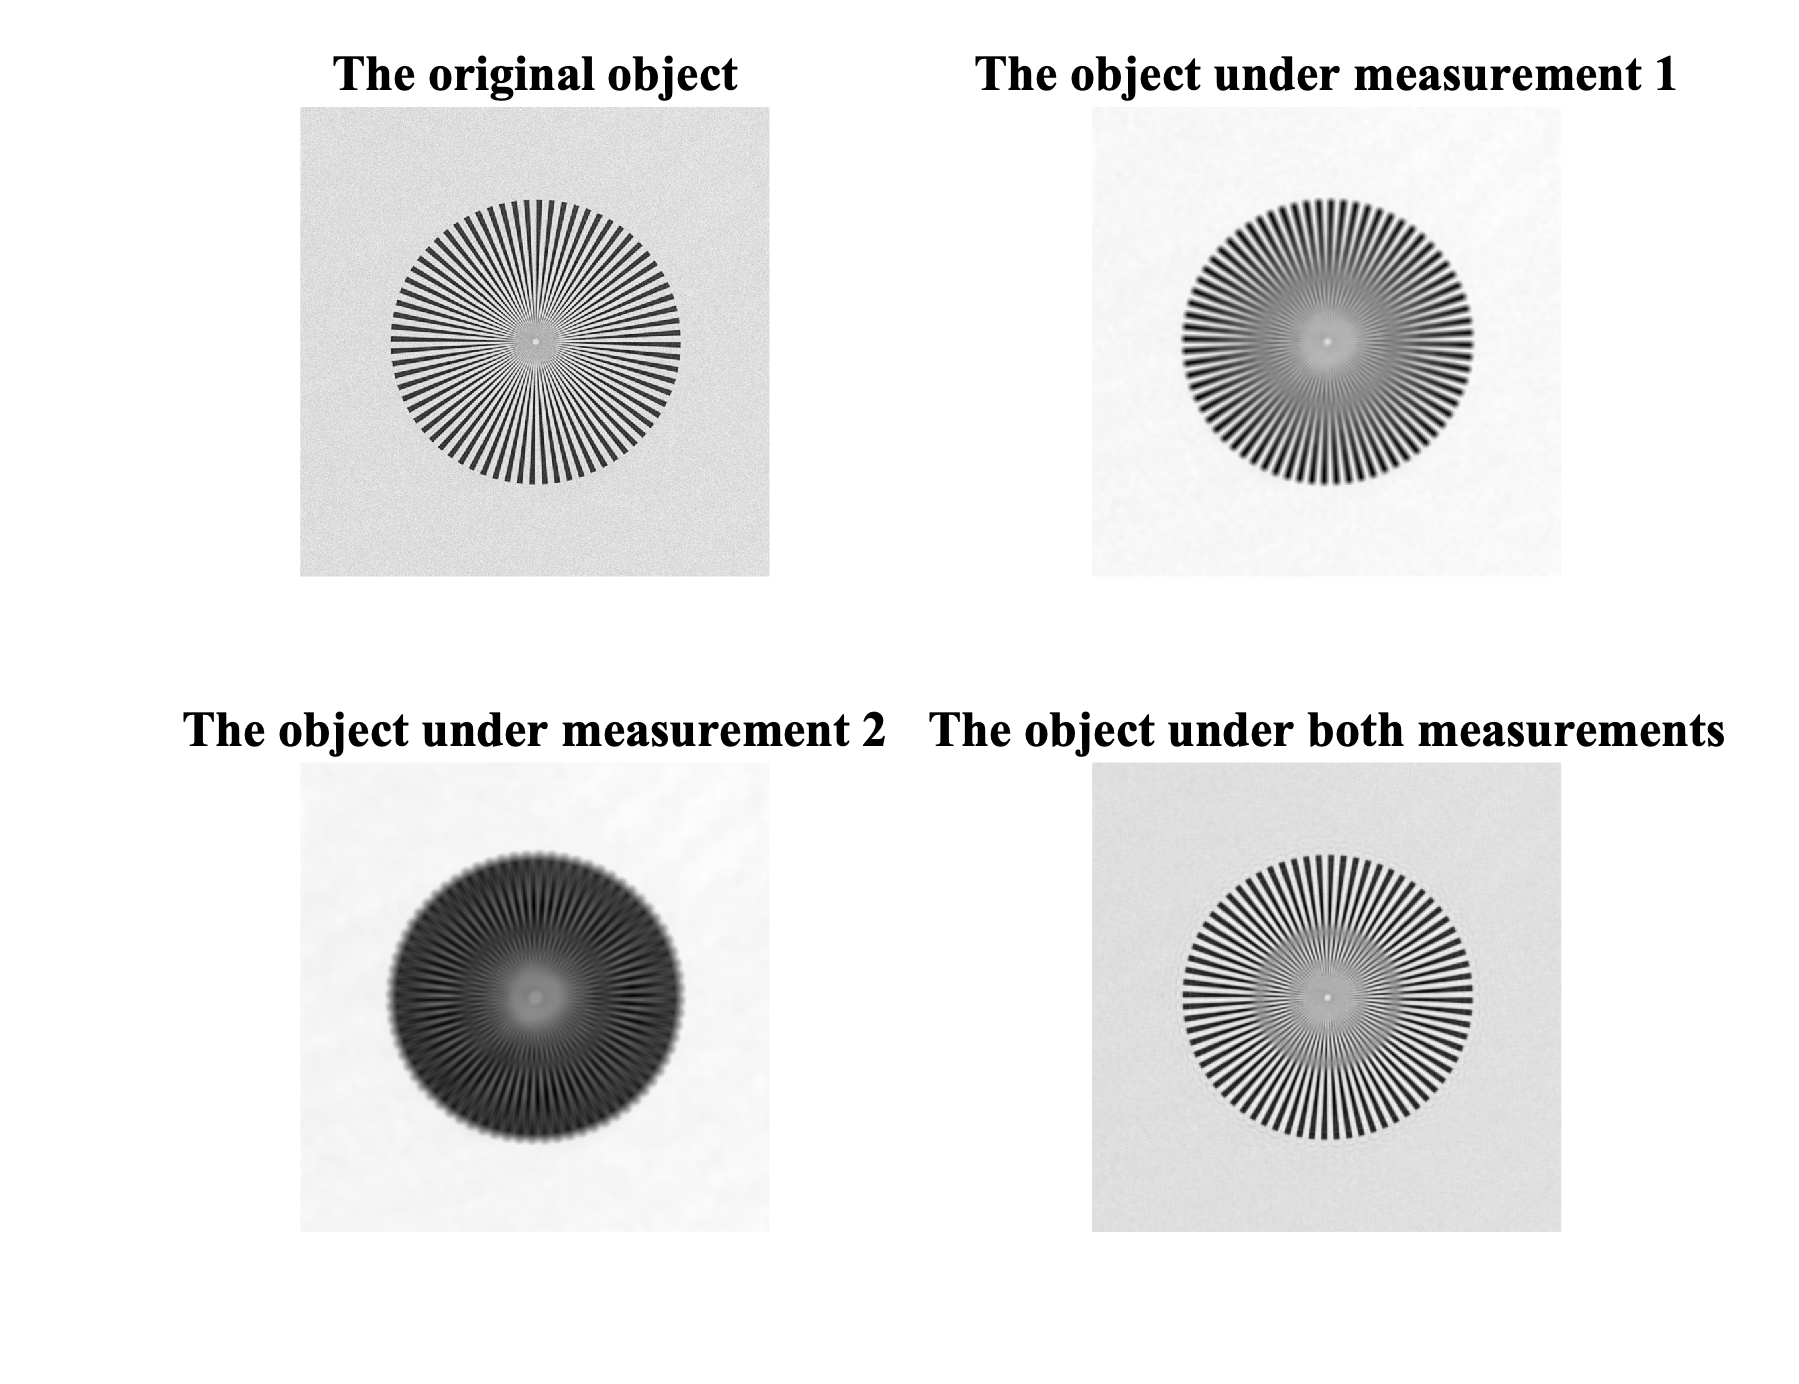 The original object
The object under measurement 1
The object under measurement 2
The object under both measurements